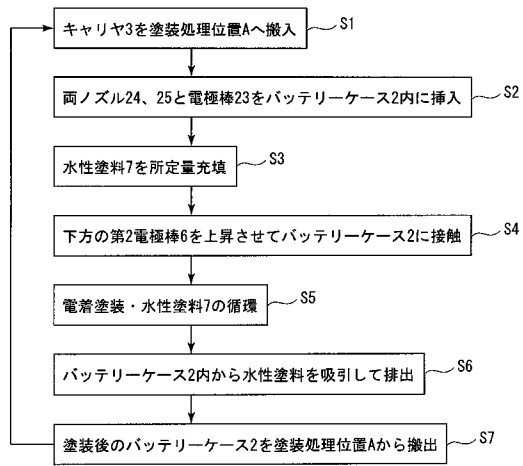 キャリヤ3を塗装処理位置Aへ搬入
S1
両ノズル24、25と電極棒23をバッテリーケース2内に挿入
S2
水性塗料7を所定量充填
S3
下方の第2電極棒6を上昇させてバッテリーケース2に接触
S4
電着塗装・水性塗料7の循環
S5
バッテリーケース2内から水性塗料を吸引して排出
S6
塗装後のバッテリーケース2を塗装処理位置Aから搬出
S7